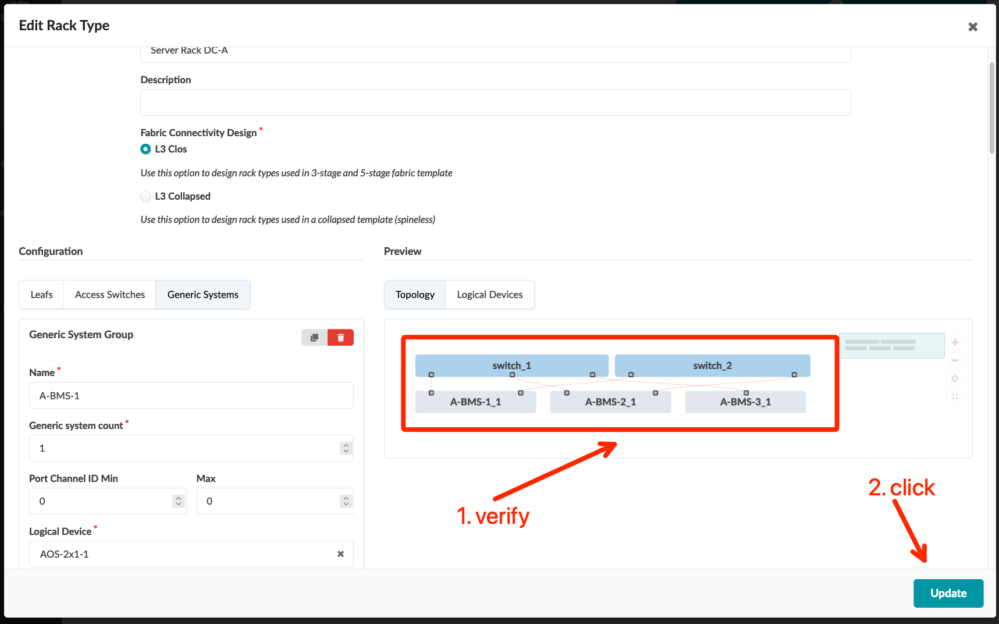 Edit Rack Type
Server Rack DC-A
Description
Fabric Connectivity Design *
L3 Clos
Use this option to design rack types used in 3-stage and 5-stage fabric template
L3 Collapsed
Use this option to design rack types used in a collapsed template (spineless)
Configuration
Preview
Leafs Access Switches Generic Systems
Topology Logical Devices
Generic System Group
switch_1 switch_2
Name *
A-BMS-1
A-BMS-1_1 A-BMS-2_1 A-BMS-3_1
Generic system count *
1
Port Channel ID Min Max
0 0
1. verify
2. click
Logical Device *
AOS-2x1-1
Update